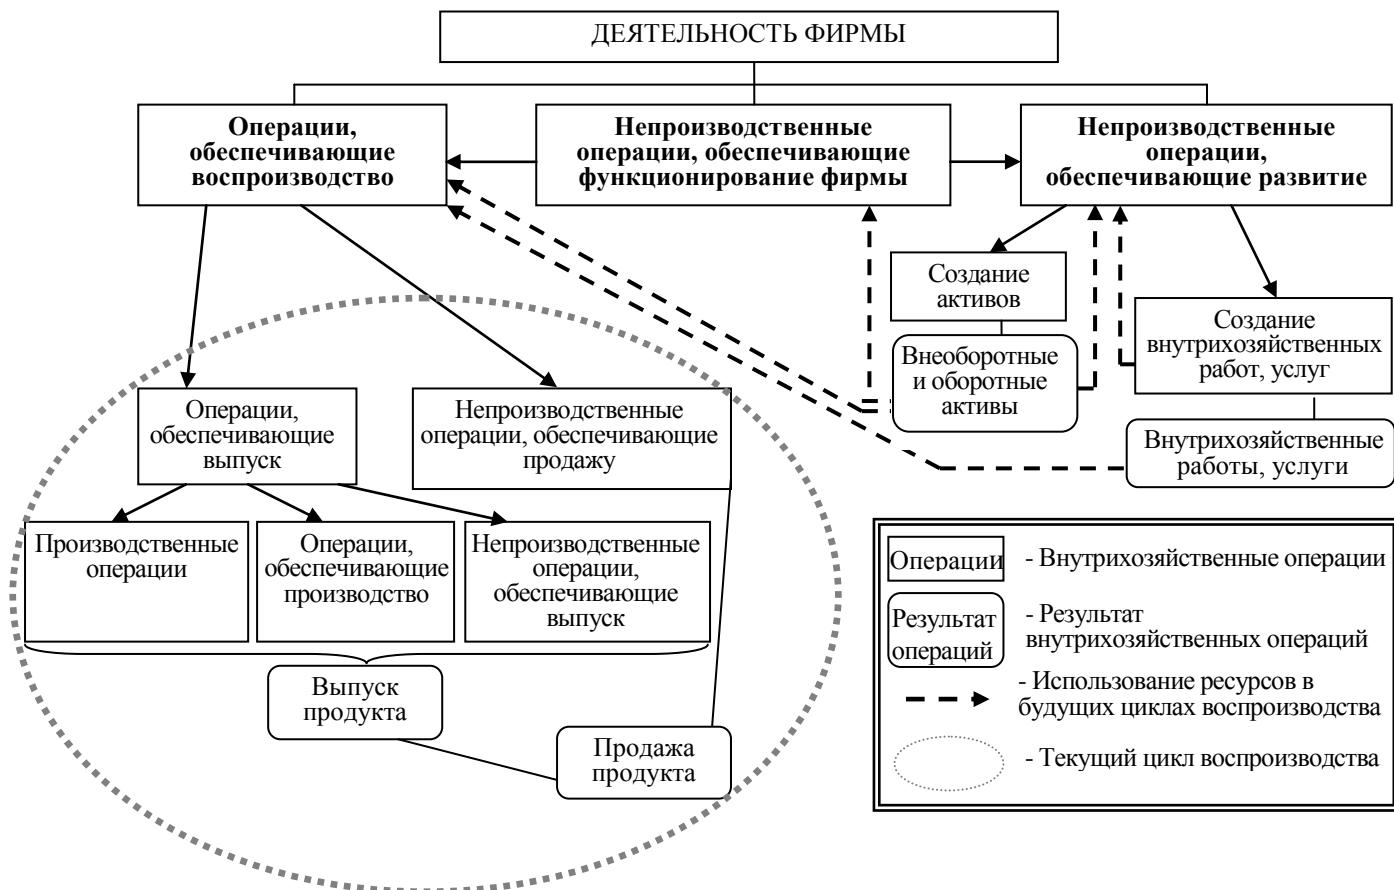 ДЕЯТЕЛЬНОСТЬ ФИРМЫ
Операции,
обеспечивающие
воспроизводство
Непроизводственные
операции, обеспечивающие
функционирование фирмы
Непроизводственные
операции,
обеспечивающие развитие
Создание
активов
Внеоборотные
и оборотные
активы
Создание
внутрихозяйственных
работ, услуг
Внутрихозяйственные
работы, услуги
Операции,
обеспечивающие
выпуск
Непроизводственные
операции, обеспечивающие
продажу
Производственные
операции
Операции,
обеспечивающие
производство
Непроизводственные
операции,
обеспечивающие
выпуск
Выпуск
продукта
Продажа
продукта
Операции
- Внутрихозяйственные операции
Результат
операций
- Результат
внутрихозяйственных операций
- Использование ресурсов в
будущих циклах воспроизводства
- Текущий цикл воспроизводства